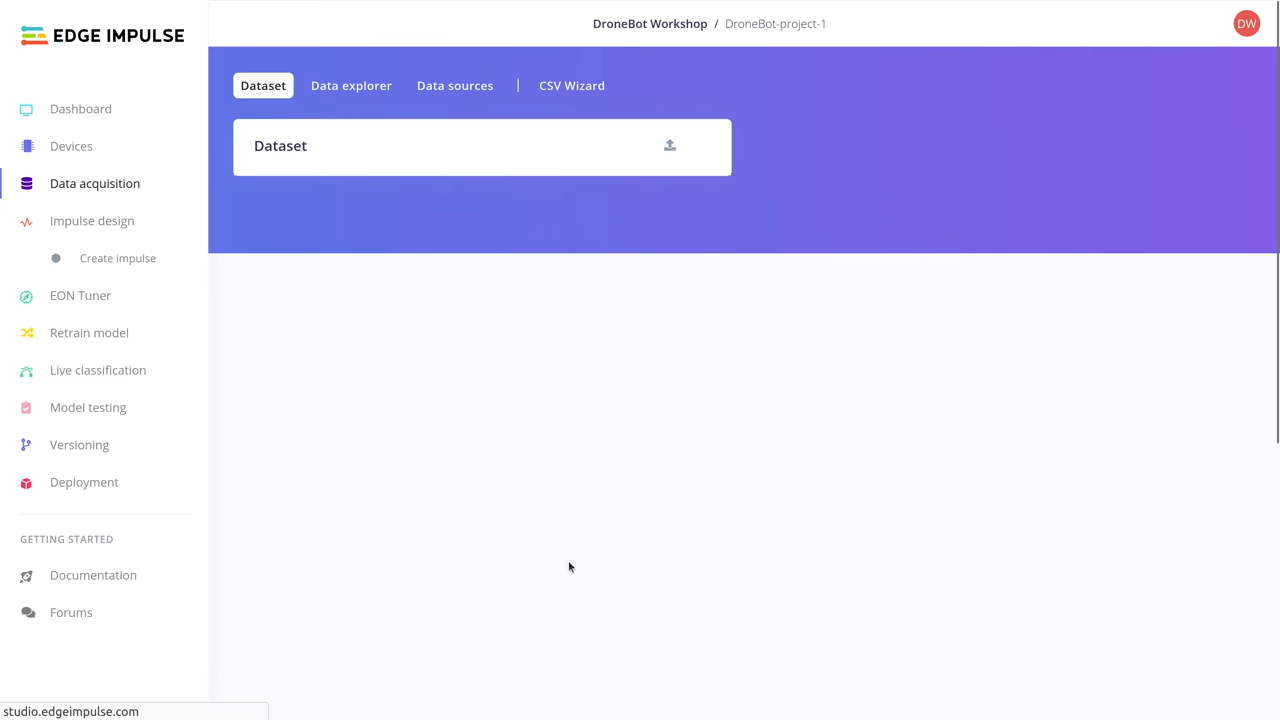 EDGE IMPULSE
DroneBot Workshop / DroneBot-project-1
DW
Dataset
Data explorer
Data sources
|
CSV Wizard
Dataset
Dashboard
Devices
Data acquisition
Impulse design
Create impulse
EON Tuner
Retrain model
Live classification
Model testing
Versioning
Deployment
GETTING STARTED
Documentation
Forums
studio.edgeimpulse.com